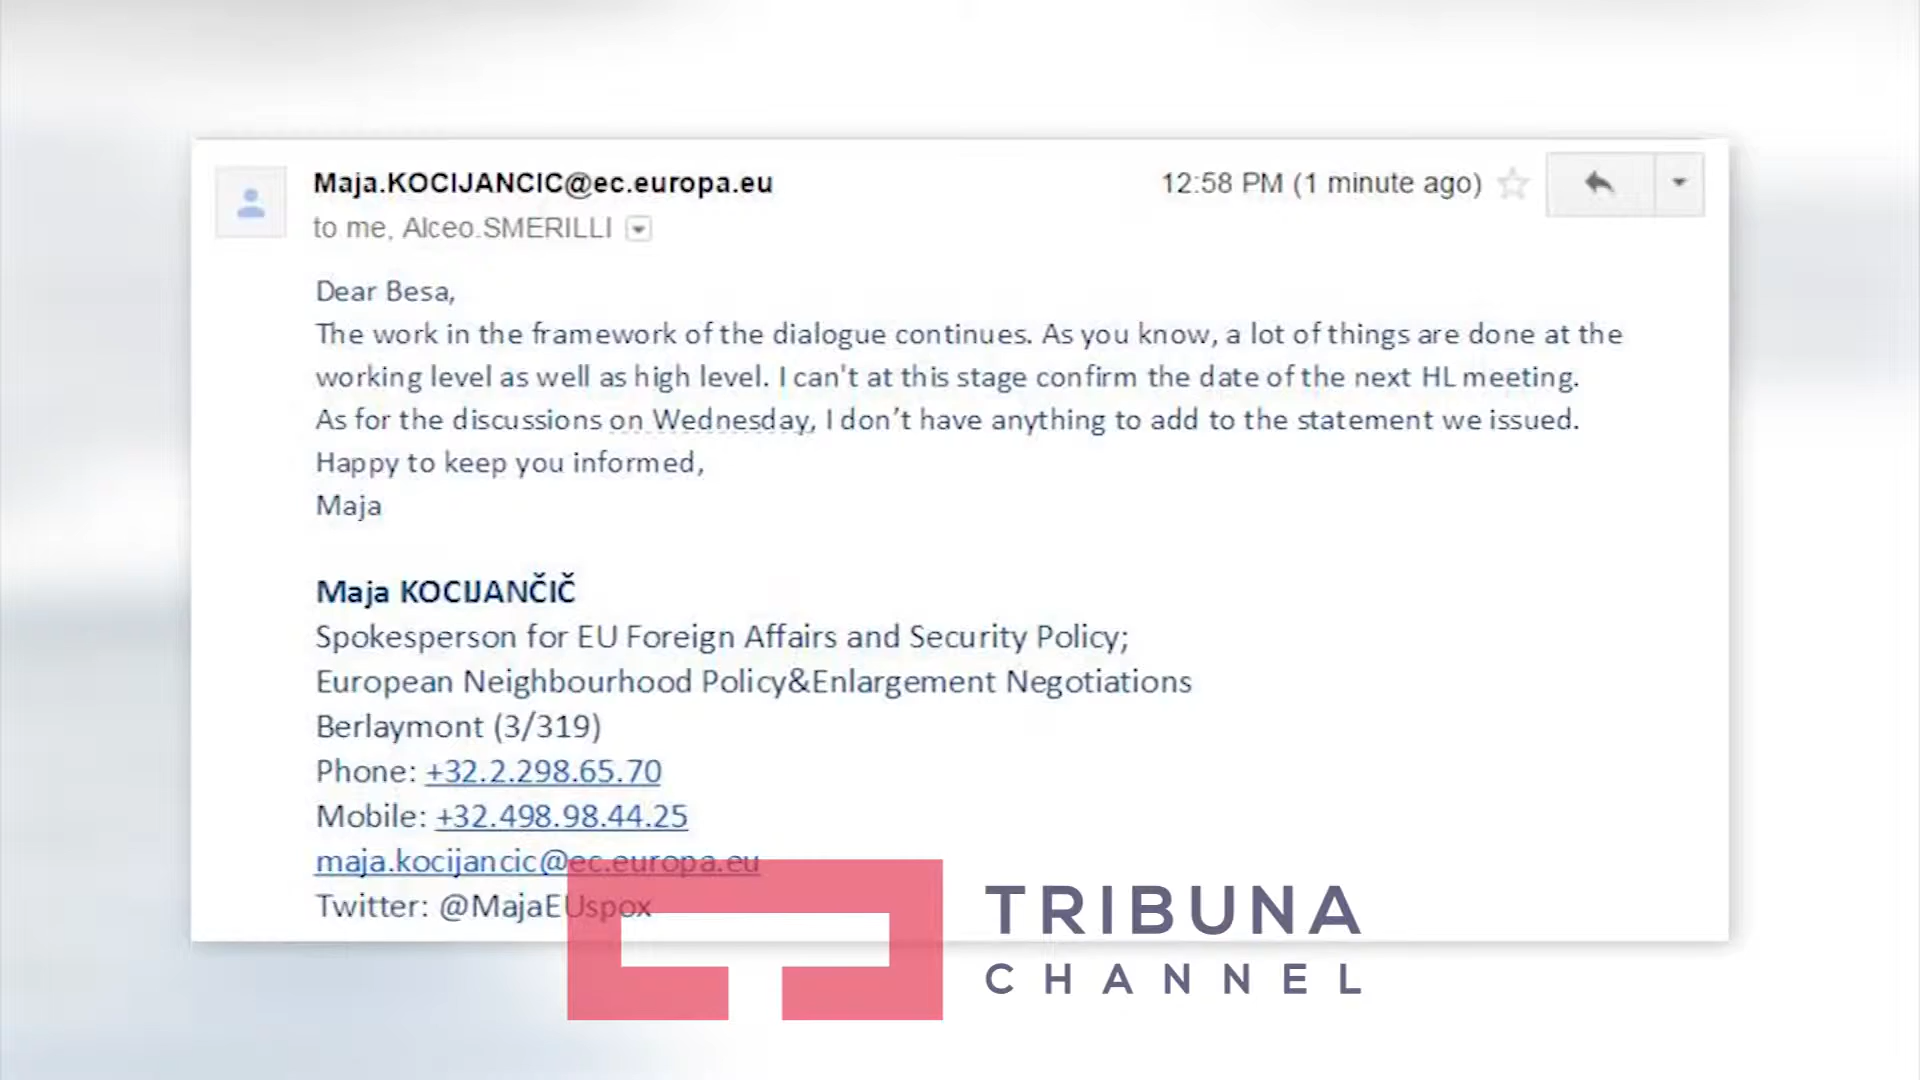 Maja.KOCIJANCIC@ec.europa.eu
12:58 PM (1 minute ago)
to me, Alceo.SMERILLI
Dear Besa,
The work in the framework of the dialogue continues. As you know, a lot of things are done at the
working level as well as high level. I can't at this stage confirm the date of the next HL meeting.
As for the discussions on Wednesday, I don’t have anything to add to the statement we issued.
Happy to keep you informed,
Maja
Maja KOCIJANČIČ
Spokesperson for EU Foreign Affairs and Security Policy;
European Neighbourhood Policy&Enlargement Negotiations
Berlaymont (3/319)
Phone: +32.2.298.65.70
Mobile: +32.498.98.44.25
maja.kocijancic@ec.europa.eu
Twitter: @MajaEUspox
TRIBUNA
CHANNEL